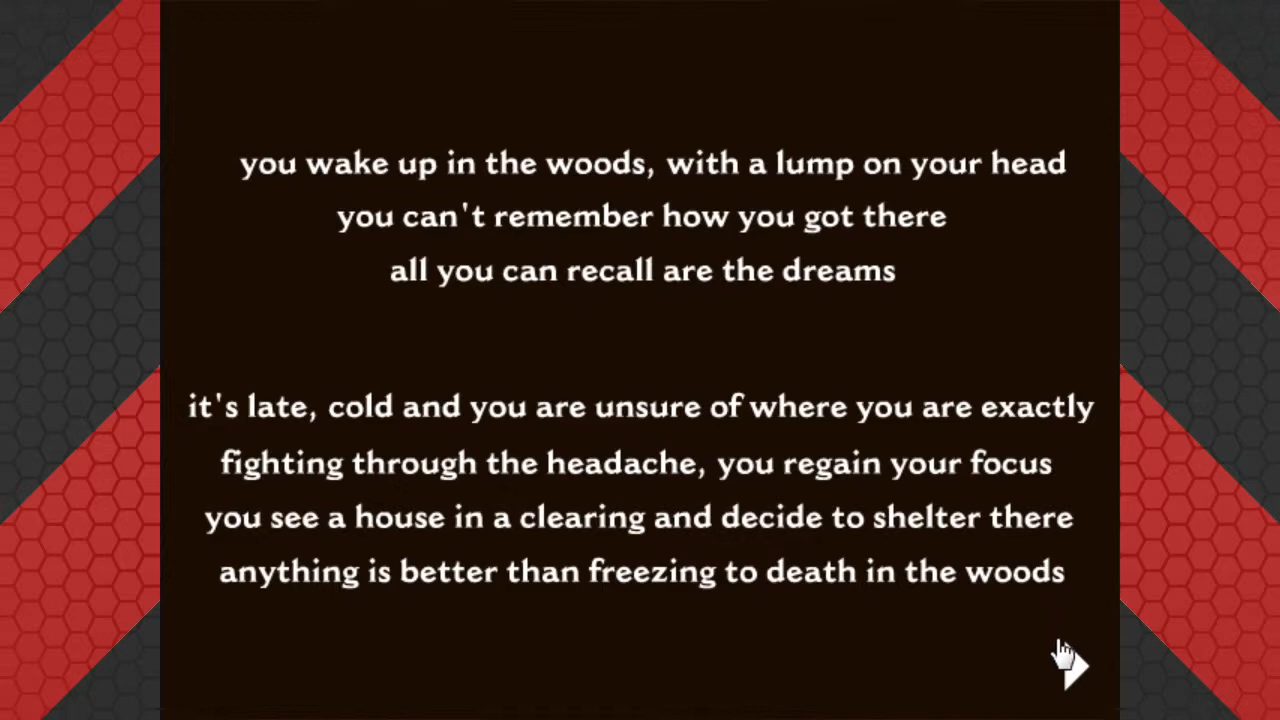 you wake up in the woods, with a lump on your head
you can't remember how you got there
all you can recall are the dreams
it's late, cold and you are unsure of where you are exactly
fighting through the headache, you regain your focus
you see a house in a clearing and decide to shelter there
anything is better than freezing to death in the woods